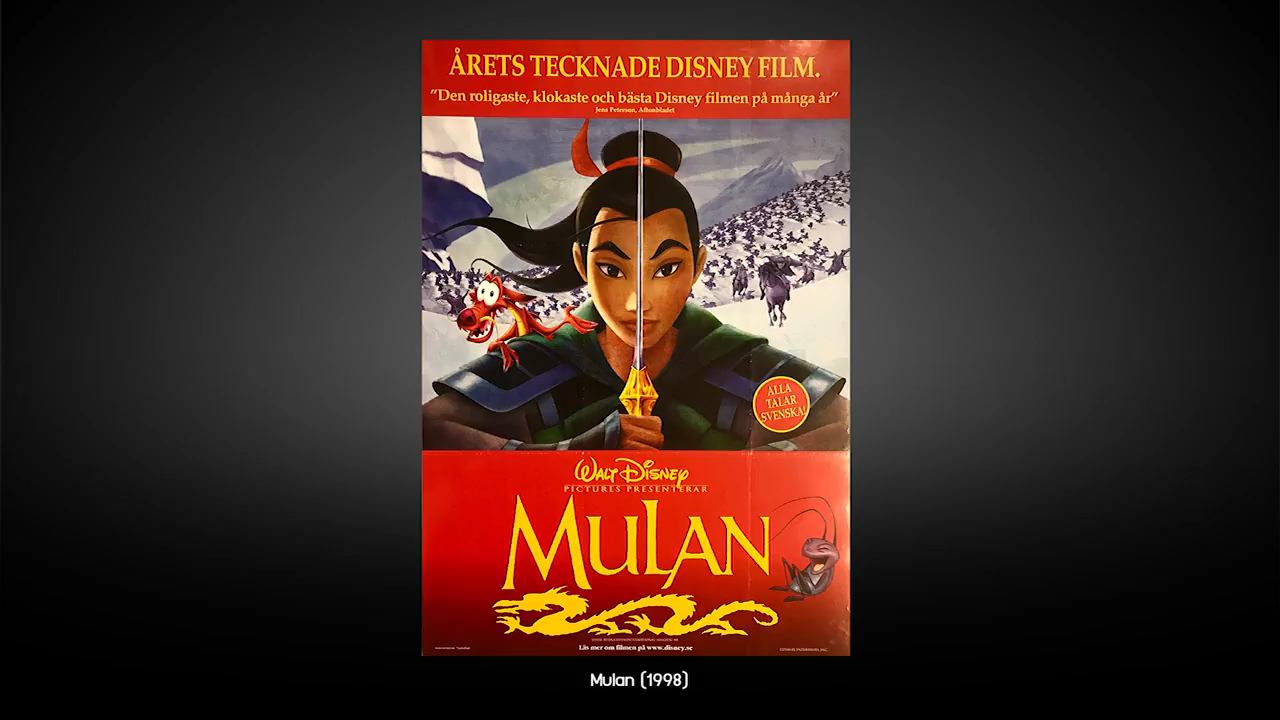 ÅRETS TECKNADE DISNEY FILM.
"Den roligaste, klokaste och bästa Disney filmen på många år"
Jens Peterson, Aftonbladet
ALLA
TALAR
SVENSKA!
WALT DISNEY
PICTURES PRESENTERAR
MULAN
Läs mer om filmen på www.disney.se
Mulan (1998)